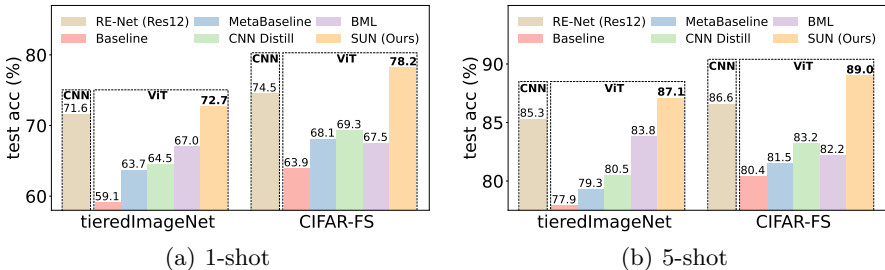 RE-Net (Res12) MetaBaseline BML
Baseline CNN Distill SUN (Ours)
test acc (%)
80
70
60
CNN
ViT
71.6
59.1
63.7
64.5
67.0
72.7
CNN
ViT
74.5
63.9
68.1
69.3
67.5
78.2
tieredImageNet CIFAR-FS
(a) 1-shot
RE-Net (Res12) MetaBaseline BML
Baseline CNN Distill SUN (Ours)
test acc (%)
90
85
80
CNN
ViT
85.3
77.9
79.3
80.5
83.8
87.1
CNN
ViT
86.6
80.4
81.5
83.2
82.2
89.0
tieredImageNet CIFAR-FS
(b) 5-shot